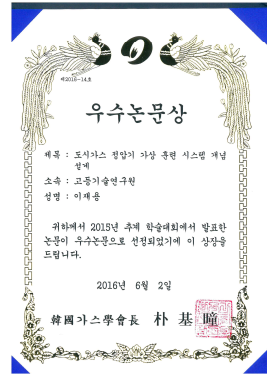 제2016-14호
우수논문상
제목 : 도시가스 정압기 가상 훈련 시스템 개념
설계
소속 : 고등기술연구원
성명 : 이재용
귀하께서 2015년 추계 학술대회에서 발표한
논문이 우수논문으로 선정되었기에 이 상장을
드립니다.
2016년 6월 2일
韓國가스學會長 朴基